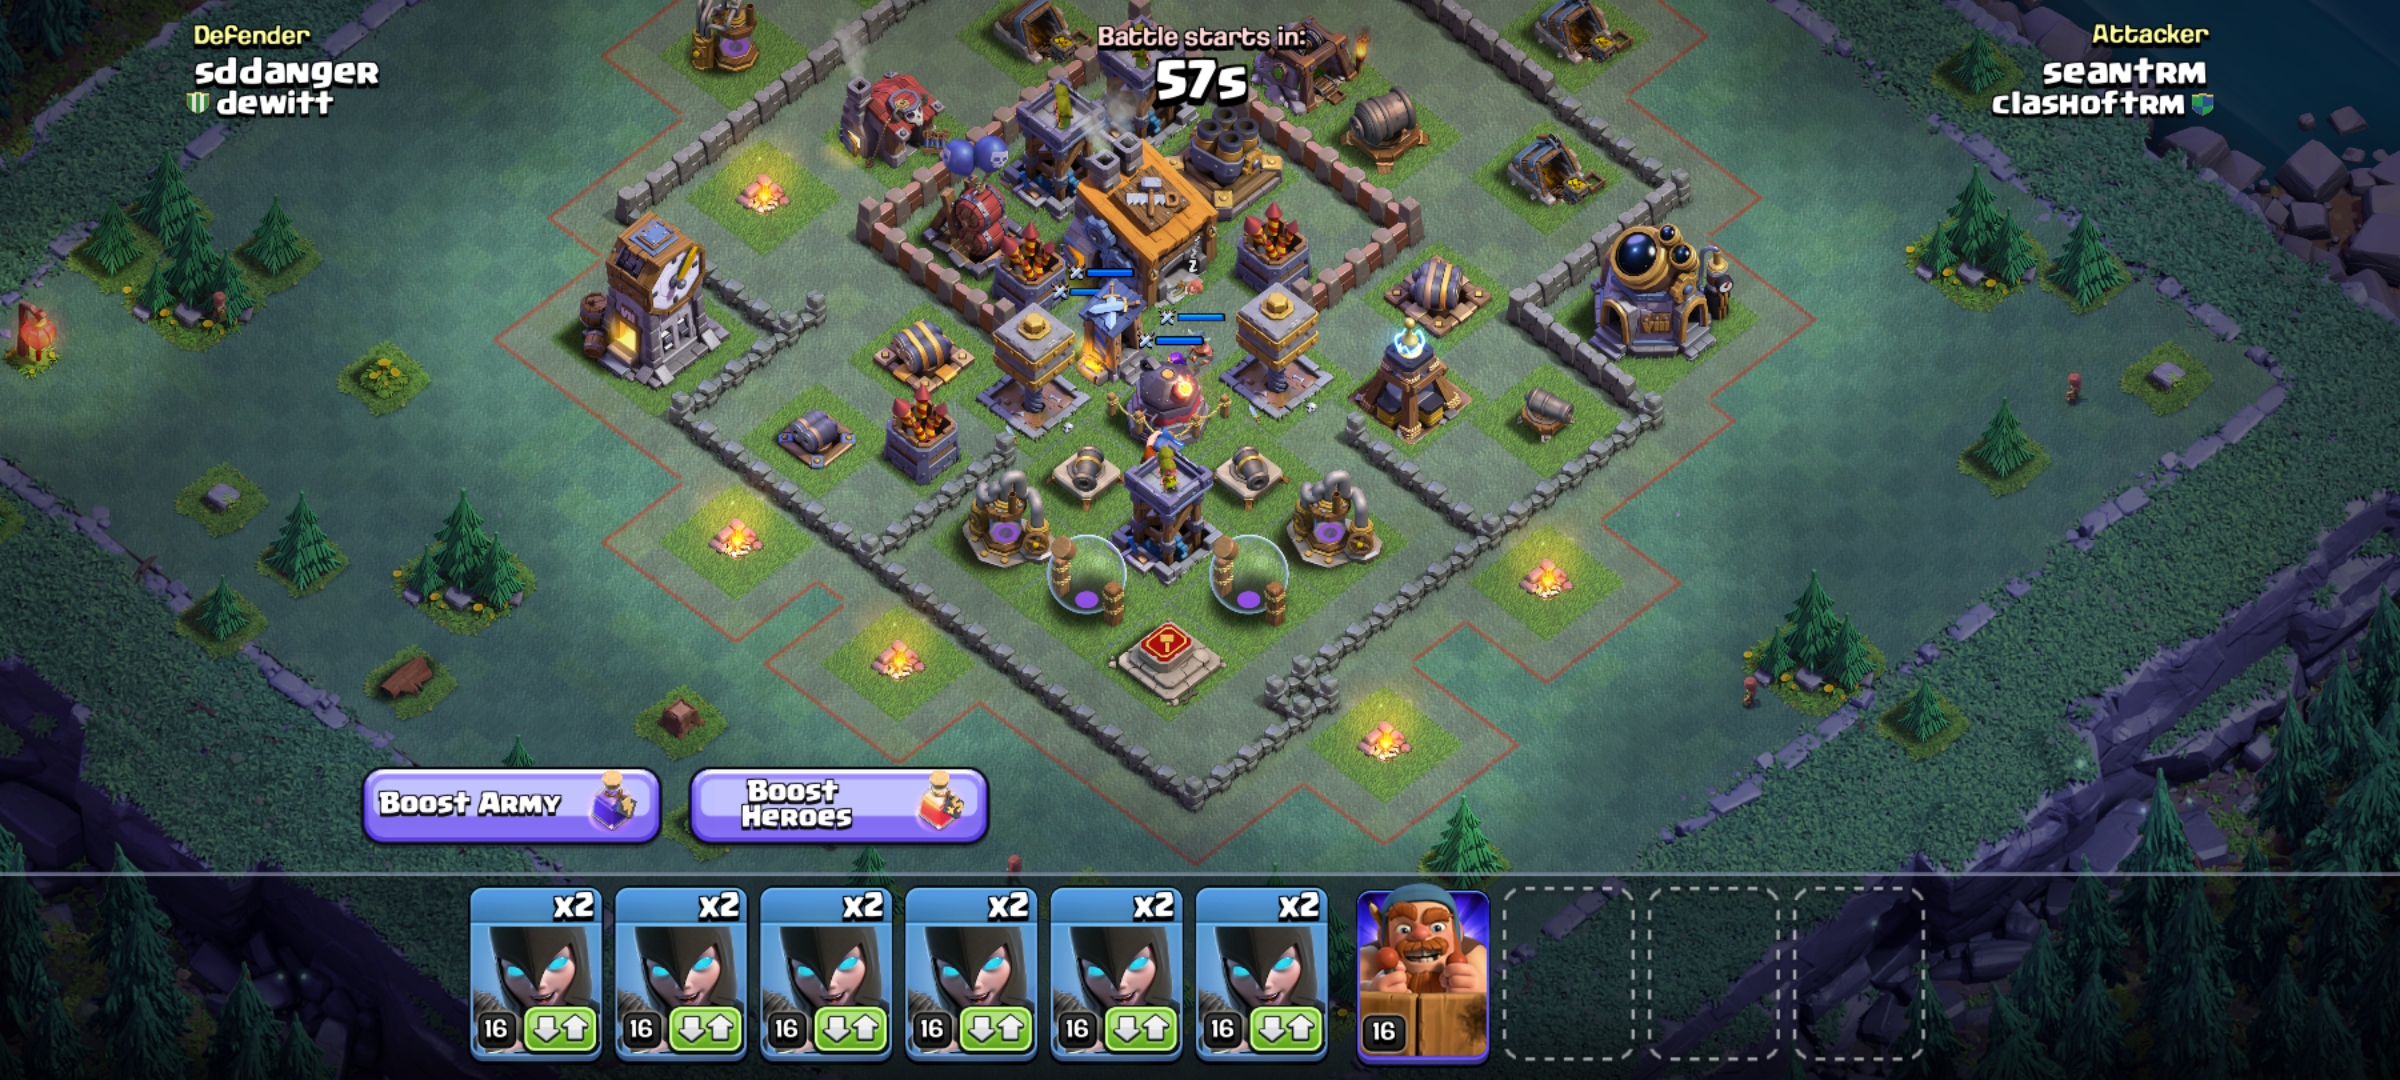 Defender
sddanger
dewitt
Battle starts in:
57s
Attacker
seantrm
clashoftrm
Boost Army
Boost
Heroes
x2
x2
x2
x2
x2
x2
16
16
16
16
16
16
16